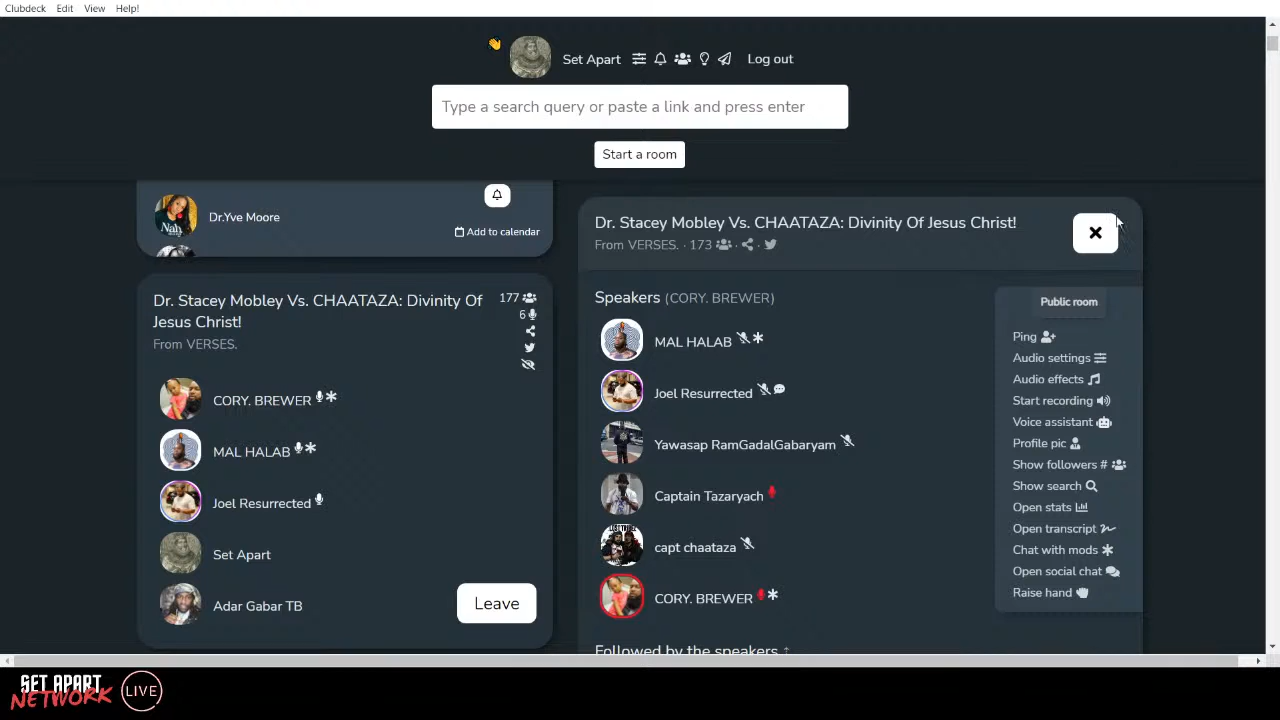 Clubdeck Edit View Help!
Set Apart Log out
Type a search query or paste a link and press enter
Start a room
Dr.Yve Moore
Add to calendar
Dr. Stacey Mobley Vs. CHAATAZA: Divinity Of
Jesus Christ!
From VERSES.
177
6
CORY. BREWER
MAL HALAB
Joel Resurrected
Set Apart
Adar Gabar TB
Leave
Dr. Stacey Mobley Vs. CHAATAZA: Divinity Of Jesus Christ!
From VERSES. · 173
Speakers (CORY. BREWER)
MAL HALAB
Joel Resurrected
Yawasap RamGadalGabaryam
Captain Tazaryach
capt chaataza
CORY. BREWER
Followed by the speakers ↑
Public room
Ping
Audio settings
Audio effects
Start recording
Voice assistant
Profile pic
Show followers #
Show search
Open stats
Open transcript
Chat with mods
Open social chat
Raise hand
SET APART
NETWORK
LIVE